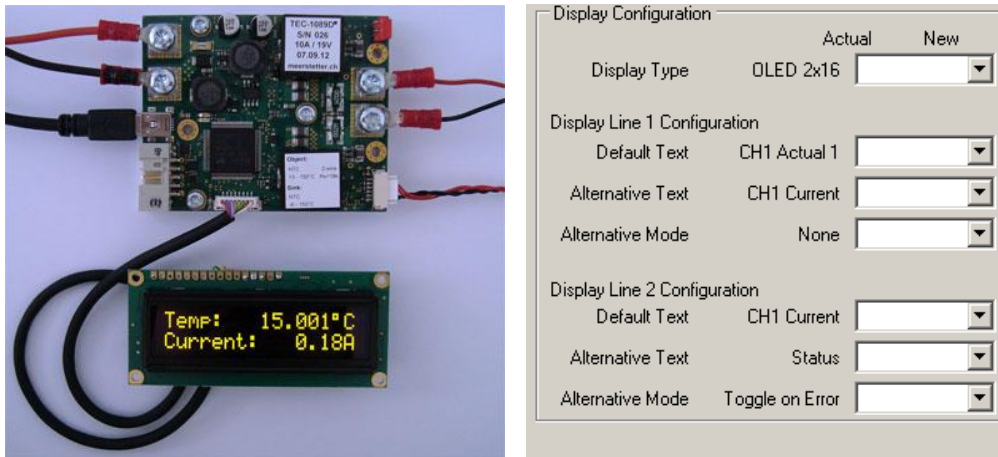 TEC-1089D
S/N 026
10A / 19V
07.09.12
meerstetter.ch
Object:
NTC
Sink:
NTC
Temp: 15.001°C
Current: 0.18A
Display Configuration
Actual New
Display Type OLED 2x16
Display Line 1 Configuration
Default Text CH1 Actual 1
Alternative Text CH1 Current
Alternative Mode None
Display Line 2 Configuration
Default Text CH1 Current
Alternative Text Status
Alternative Mode Toggle on Error